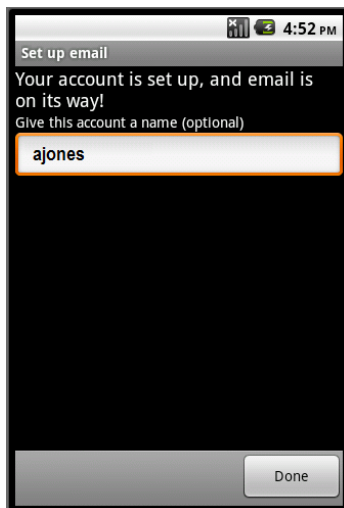 4:52 PM
Set up email
Your account is set up, and email is
on its way!
Give this account a name (optional)
ajones
Done